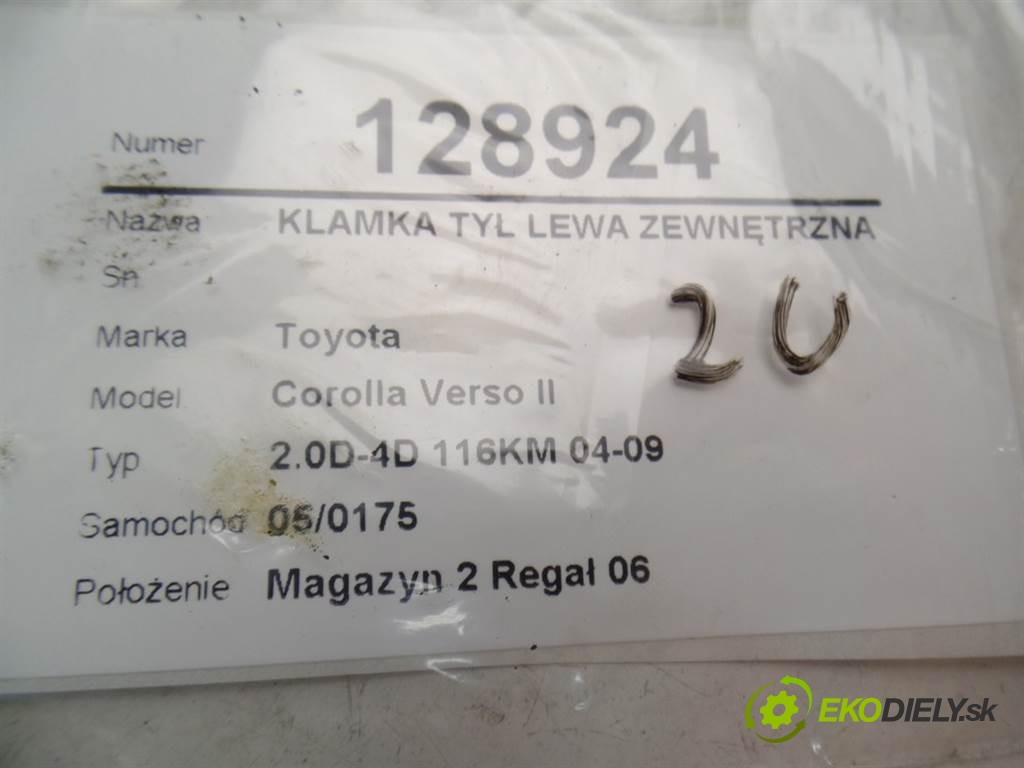 Numer 128924
Nazwa KLAMKA TYŁ LEWA ZEWNĘTRZNA
Sn
20
Marka Toyota
Model Corolla Verso II
Typ 2.0D-4D 116KM 04-09
Samochód 05/0175
Położenie Magazyn 2 Regał 06
EKODIELY.sk